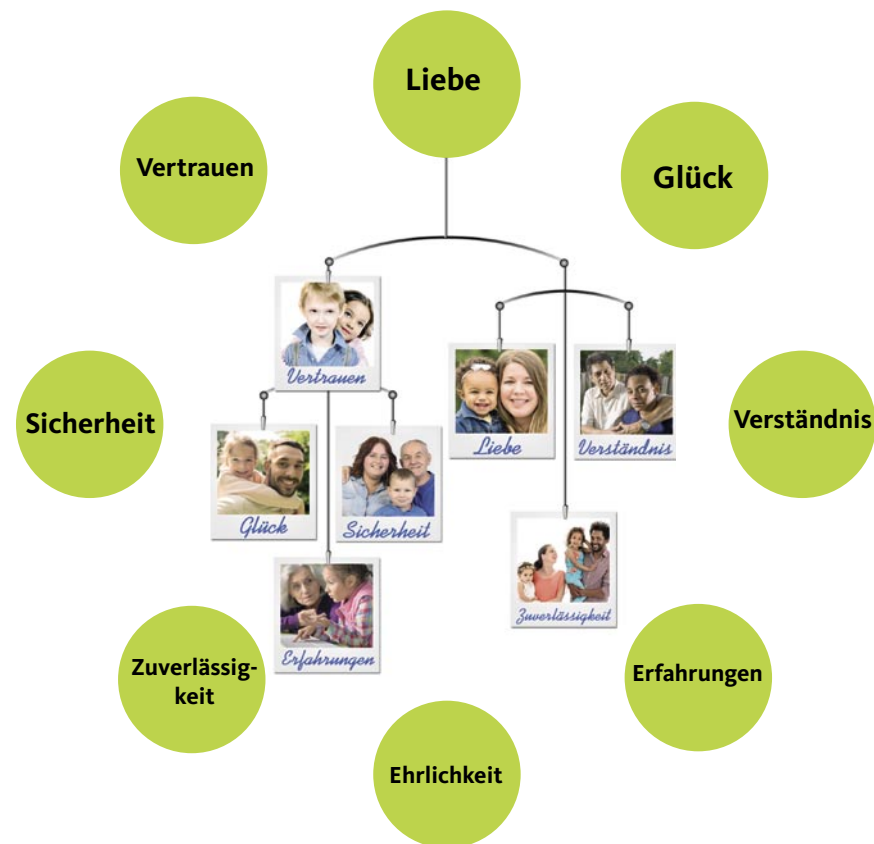 Liebe
Vertrauen
Glück
Vertrauen
Liebe
Verständnis
Sicherheit
Verständnis
Glück
Sicherheit
Zuverlässigkeit
Erfahrungen
Zuverlässig-
keit
Erfahrungen
Ehrlichkeit